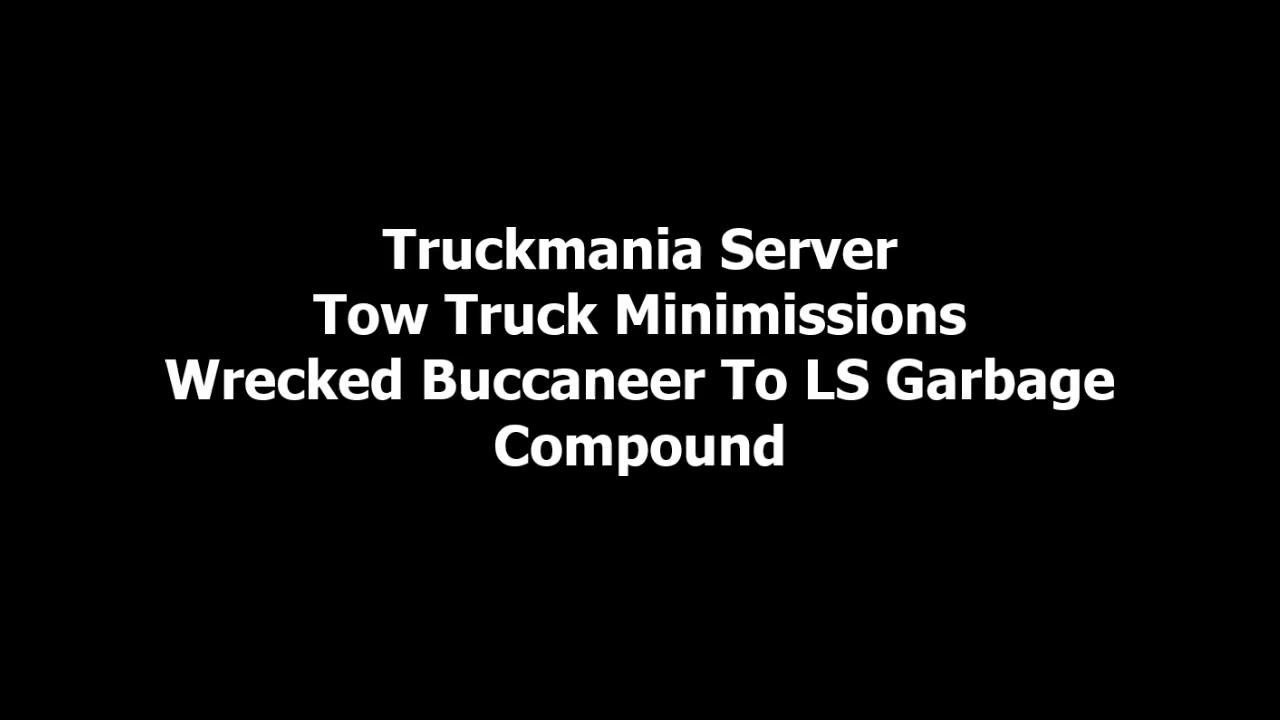 Truckmania Server
Tow Truck Minimissions
Wrecked Buccaneer To LS Garbage
Compound